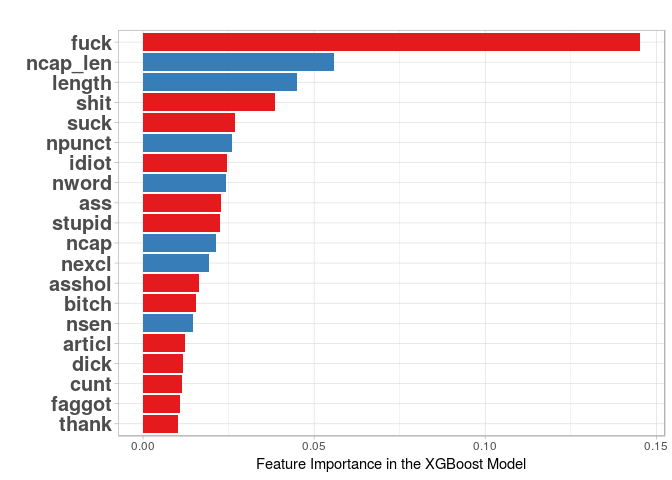 fuck
ncap_len
length
shit
suck
npunct
idiot
nword
ass
stupid
ncap
nexcl
asshol
bitch
nsen
articl
dick
cunt
faggot
thank
0.00 0.05 0.10 0.15
Feature Importance in the XGBoost Model